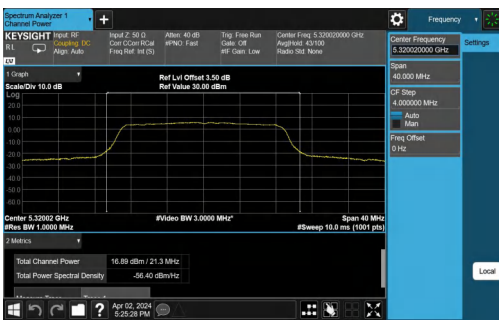 Spectrum Analyzer 1
Channel Power
Frequency
KEYSIGHT
Input: RF
Coupling: DC
Align: Auto
Input Z: 50 Ω
Corr CCorr RCal
Freq Ref: Int (S)
Atten: 40 dB
#PNO: Fast
Trig: Free Run
Gate: Off
#IF Gain: Low
Center Freq: 5.320020000 GHz
Avg|Hold: 43/100
Radio Std: None
RL
Center Frequency
5.320020000 GHz
Settings
Span
40.000 MHz
CF Step
4.000000 MHz
Auto
Man
Freq Offset
0 Hz
Local
1 Graph
Scale/Div 10.0 dB
Ref Lvl Offset 3.50 dB
Ref Value 30.00 dBm
Log
20.0
10.0
0.00
-10.0
-20.0
-30.0
-40.0
-50.0
-60.0
Center 5.32002 GHz
#Video BW 3.0000 MHz*
Span 40 MHz
#Res BW 1.0000 MHz
#Sweep 10.0 ms (1001 pts)
2 Metrics
Total Channel Power
16.89 dBm / 21.3 MHz
Total Power Spectral Density
-56.40 dBm/Hz
?
Apr 02, 2024
5:25:28 PM